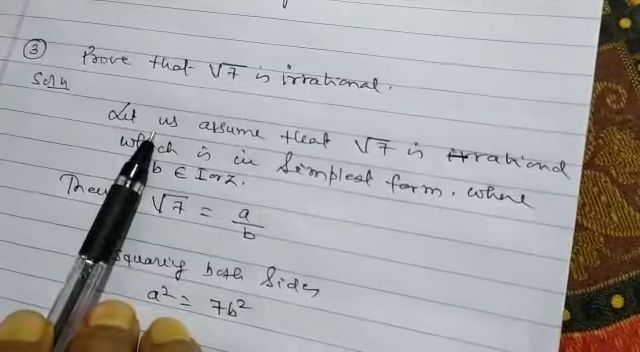 ③ Prove that √7 is irrational.
Soln
Let us assume that √7 is rational
which is in simplest form. where
b ∈ I or Z.
Then √7 = a/b
squaring both sides
a² = 7b²